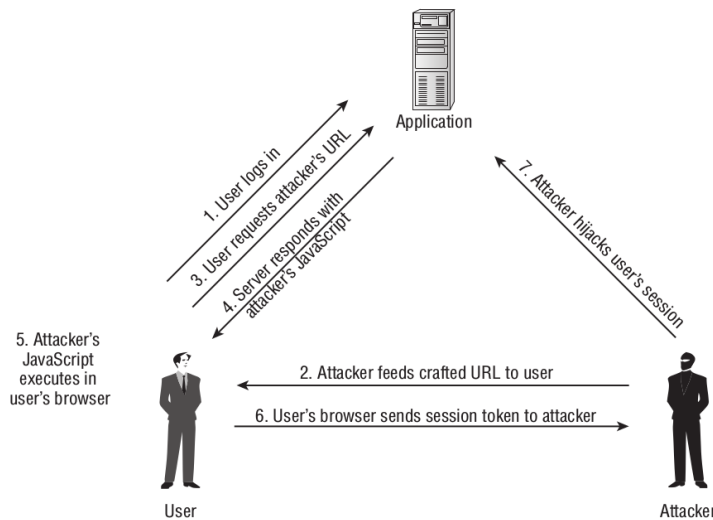 Application
1. User logs in
3. User requests attacker's URL
4. Server responds with
attacker's JavaScript
7. Attacker hijacks user's session
5. Attacker's
JavaScript
executes in
user's browser
2. Attacker feeds crafted URL to user
6. User's browser sends session token to attacker
User
Attacker